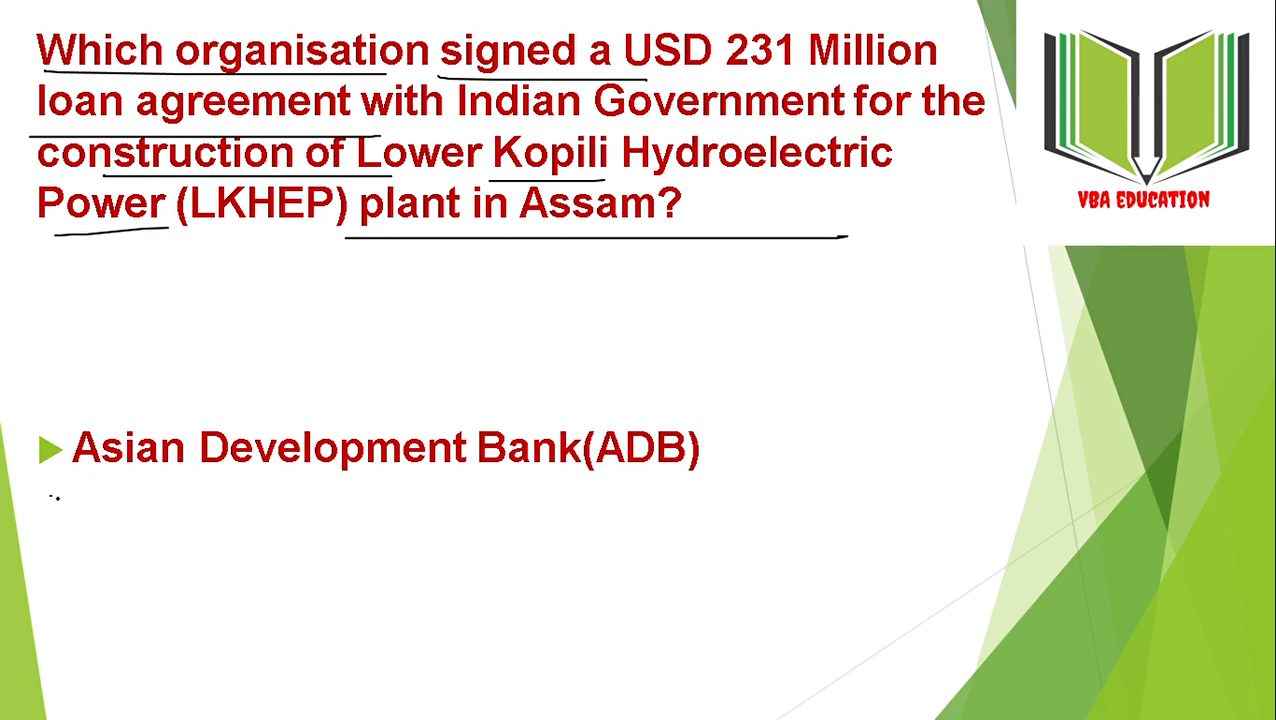 Which organisation signed a USD 231 Million
loan agreement with Indian Government for the
construction of Lower Kopili Hydroelectric
Power (LKHEP) plant in Assam?
VBA EDUCATION
Asian Development Bank(ADB)